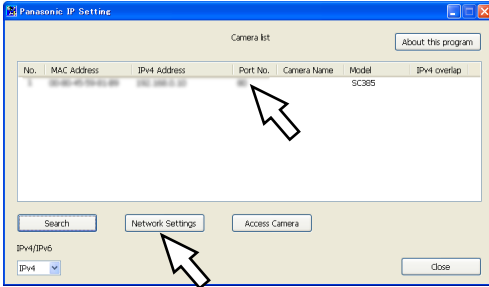 Panasonic IP Setting
Camera list
About this program
No. MAC Address IPv4 Address Port No. Camera Name Model IPv4 overlap
1 SC385
Search Network Settings Access Camera
IPv4/IPv6
IPv4
Close